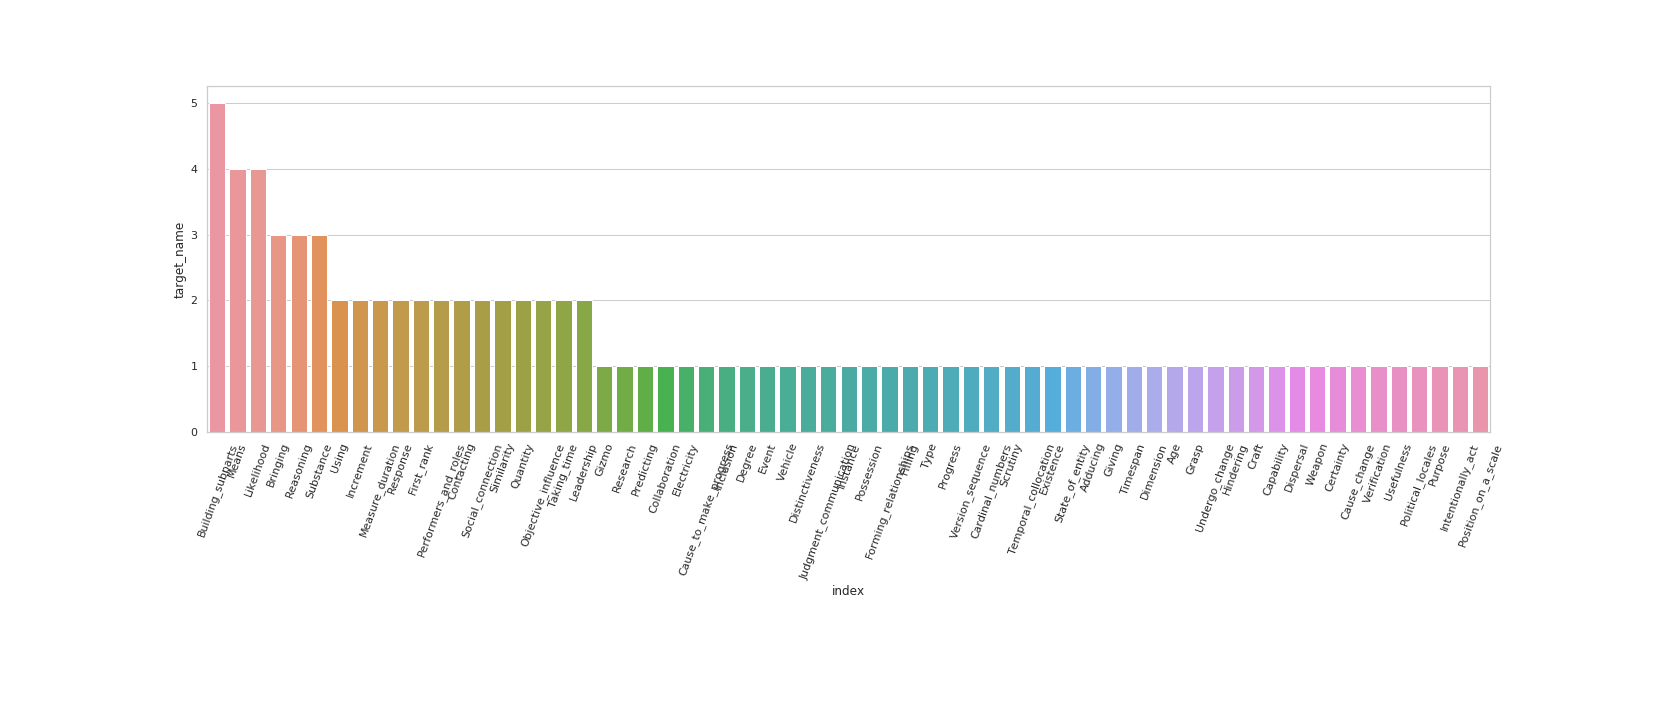 5
4
3
2
1
0
target_name
Building_subparts
Means
Likelihood
Bringing
Reasoning
Substance
Using
Increment
Measure_duration
Response
First_rank
Performers_and_roles
Contacting
Social_connection
Similarity
Quantity
Objective_influence
Taking_time
Leadership
Gizmo
Research
Predicting
Collaboration
Electricity
Cause_to_make_progress
Inclusion
Degree
Event
Vehicle
Distinctiveness
Judgment_communication
Instance
Possession
Forming_relationships
Filling
Type
Progress
Version_sequence
Cardinal_numbers
Scrutiny
Temporal_collocation
Existence
State_of_entity
Adducing
Giving
Timespan
Dimension
Age
Grasp
Undergo_change
Hindering
Craft
Capability
Dispersal
Weapon
Certainty
Cause_change
Verification
Usefulness
Political_locales
Purpose
Intentionally_act
Position_on_a_scale
index